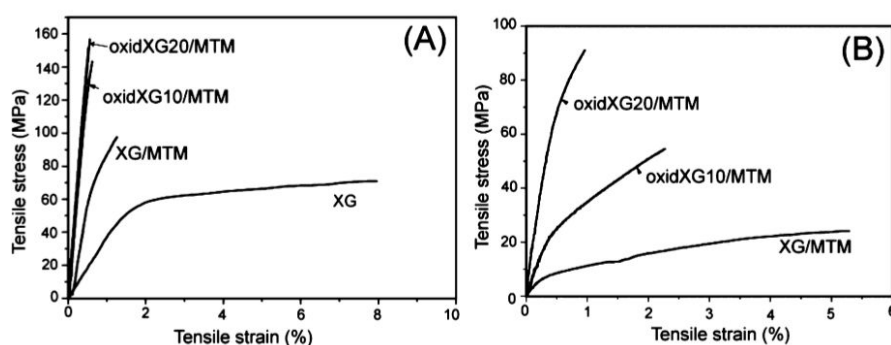 (A)
Tensile stress (MPa)
160
140
120
100
80
60
40
20
0
oxidXG20/MTM
oxidXG10/MTM
XG/MTM
XG
0 2 4 6 8 10
Tensile strain (%)
(B)
Tensile stress (MPa)
100
80
60
40
20
0
oxidXG20/MTM
oxidXG10/MTM
XG/MTM
0 1 2 3 4 5 6
Tensile strain (%)